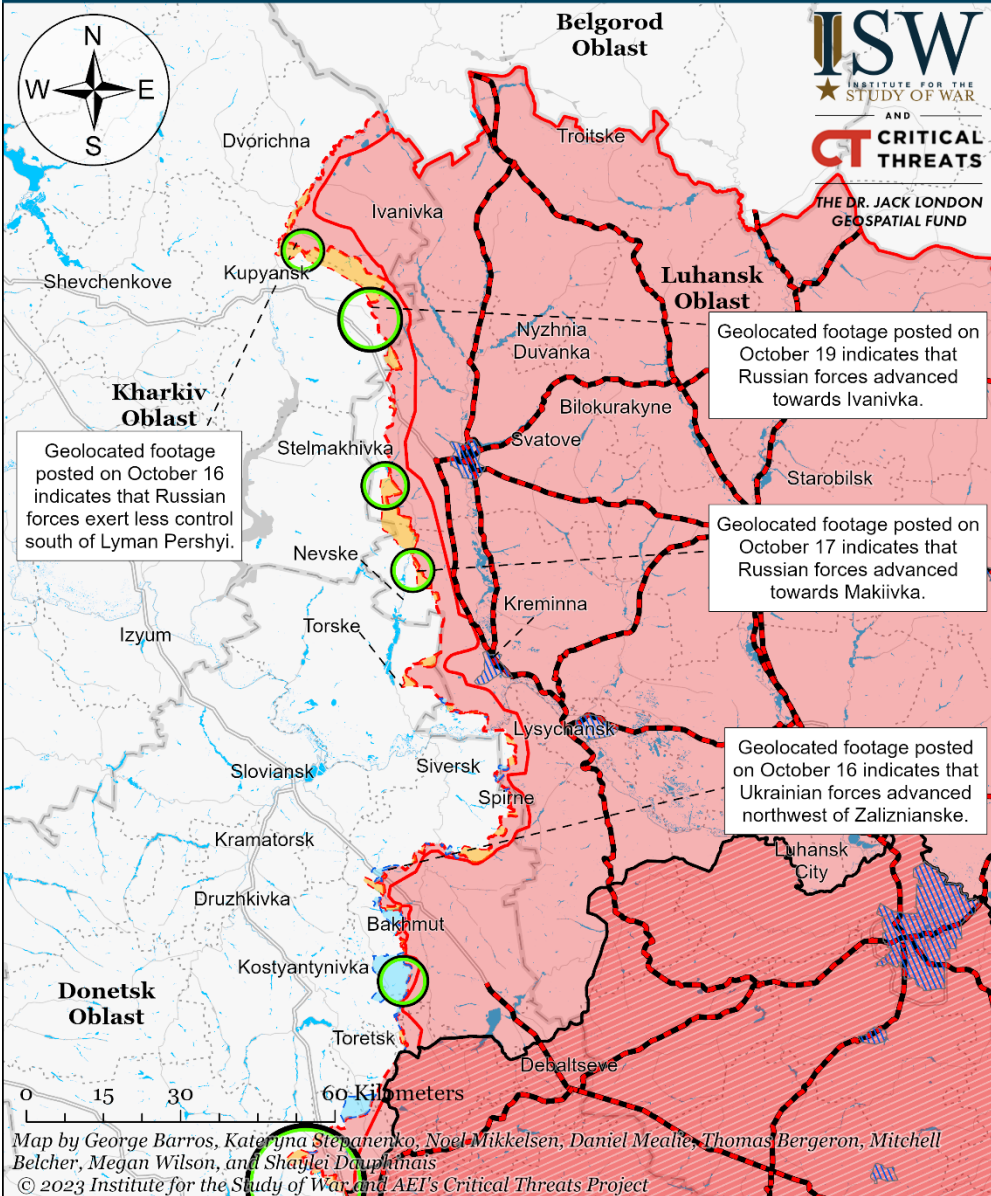 N
W E
S
Belgorod
Oblast
ISW
INSTITUTE FOR THE
STUDY OF WAR
AND
CT CRITICAL
THREATS
THE DR. JACK LONDON
GEOSPATIAL FUND
Dvorichna
Troitske
Ivanivka
Shevchenkove
Kupyansk
Luhansk
Oblast
Nyzhnia
Duvanka
Geolocated footage posted on
October 19 indicates that
Russian forces advanced
towards Ivanivka.
Kharkiv
Oblast
Bilokurakyne
Geolocated footage
posted on October 16
indicates that Russian
forces exert less control
south of Lyman Pershyi.
Stelmakhivka
Svatove
Starobilsk
Geolocated footage posted on
October 17 indicates that
Russian forces advanced
towards Makiivka.
Nevske
Kreminna
Torske
Izyum
Lysychansk
Geolocated footage posted
on October 16 indicates that
Ukrainian forces advanced
northwest of Zaliznianske.
Sloviansk
Siversk
Spirne
Kramatorsk
Luhansk
City
Druzhkivka
Bakhmut
Kostyantynivka
Donetsk
Oblast
Toretsk
Debaltseve
0 15 30 60 Kilometers
Map by George Barros, Kateryna Stepanenko, Noel Mikkelsen, Daniel Mealie, Thomas Bergeron, Mitchell
Belcher, Megan Wilson, and Shaylei Dauphinais
© 2023 Institute for the Study of War and AEI's Critical Threats Project